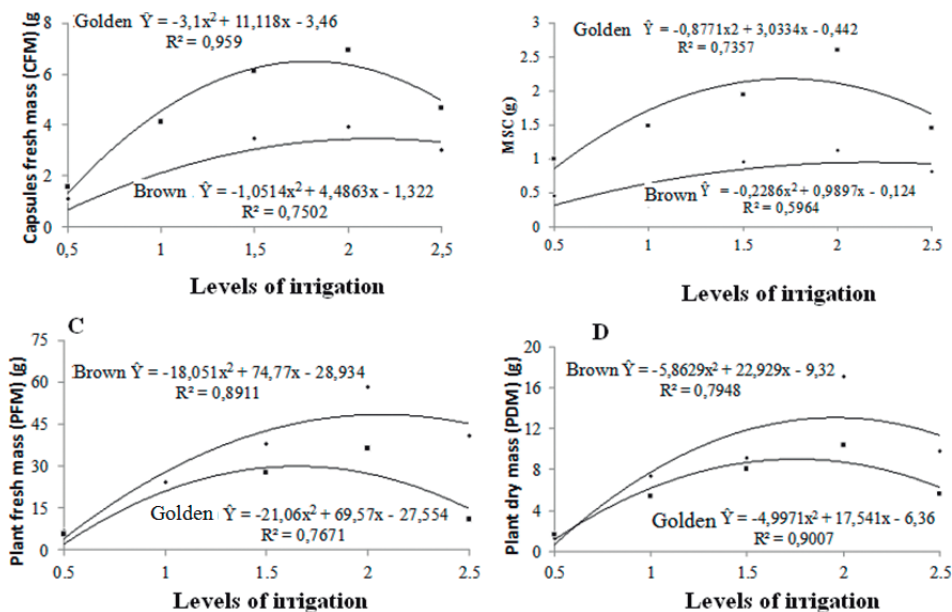 Golden Ŷ = -3,1x² + 11,118x - 3,46
R² = 0,959
Capsules fresh mass (CFM) (g
8
6
4
2
0
Brown Ŷ = -1,0514x² + 4,4863x - 1,322
R² = 0,7502
0,5 1 1,5 2 2,5
Levels of irrigation
Golden Ŷ = -0,8771x2 + 3,0334x - 0,442
R² = 0,7357
MSC (g)
3
2.5
2
1.5
1
0.5
0
Brown Ŷ = -0,2286x² + 0,9897x - 0,124
R² = 0,5964
0.5 1 1.5 2 2.5
Levels of irrigation
C
Brown Ŷ = -18,051x² + 74,77x - 28,934
R² = 0,8911
Plant fresh mass (PFM) (g)
75
60
45
30
15
0
Golden Ŷ = -21,06x² + 69,57x - 27,554
R² = 0,7671
0.5 1 1.5 2 2.5
Levels of irrigation
D
Brown Ŷ = -5,8629x² + 22,929x - 9,32
R² = 0,7948
Plant dry mass (PDM) (g)
20
16
12
8
4
0
Golden Ŷ = -4,9971x² + 17,541x - 6,36
R² = 0,9007
0.5 1 1.5 2 2.5
Levels of irrigation